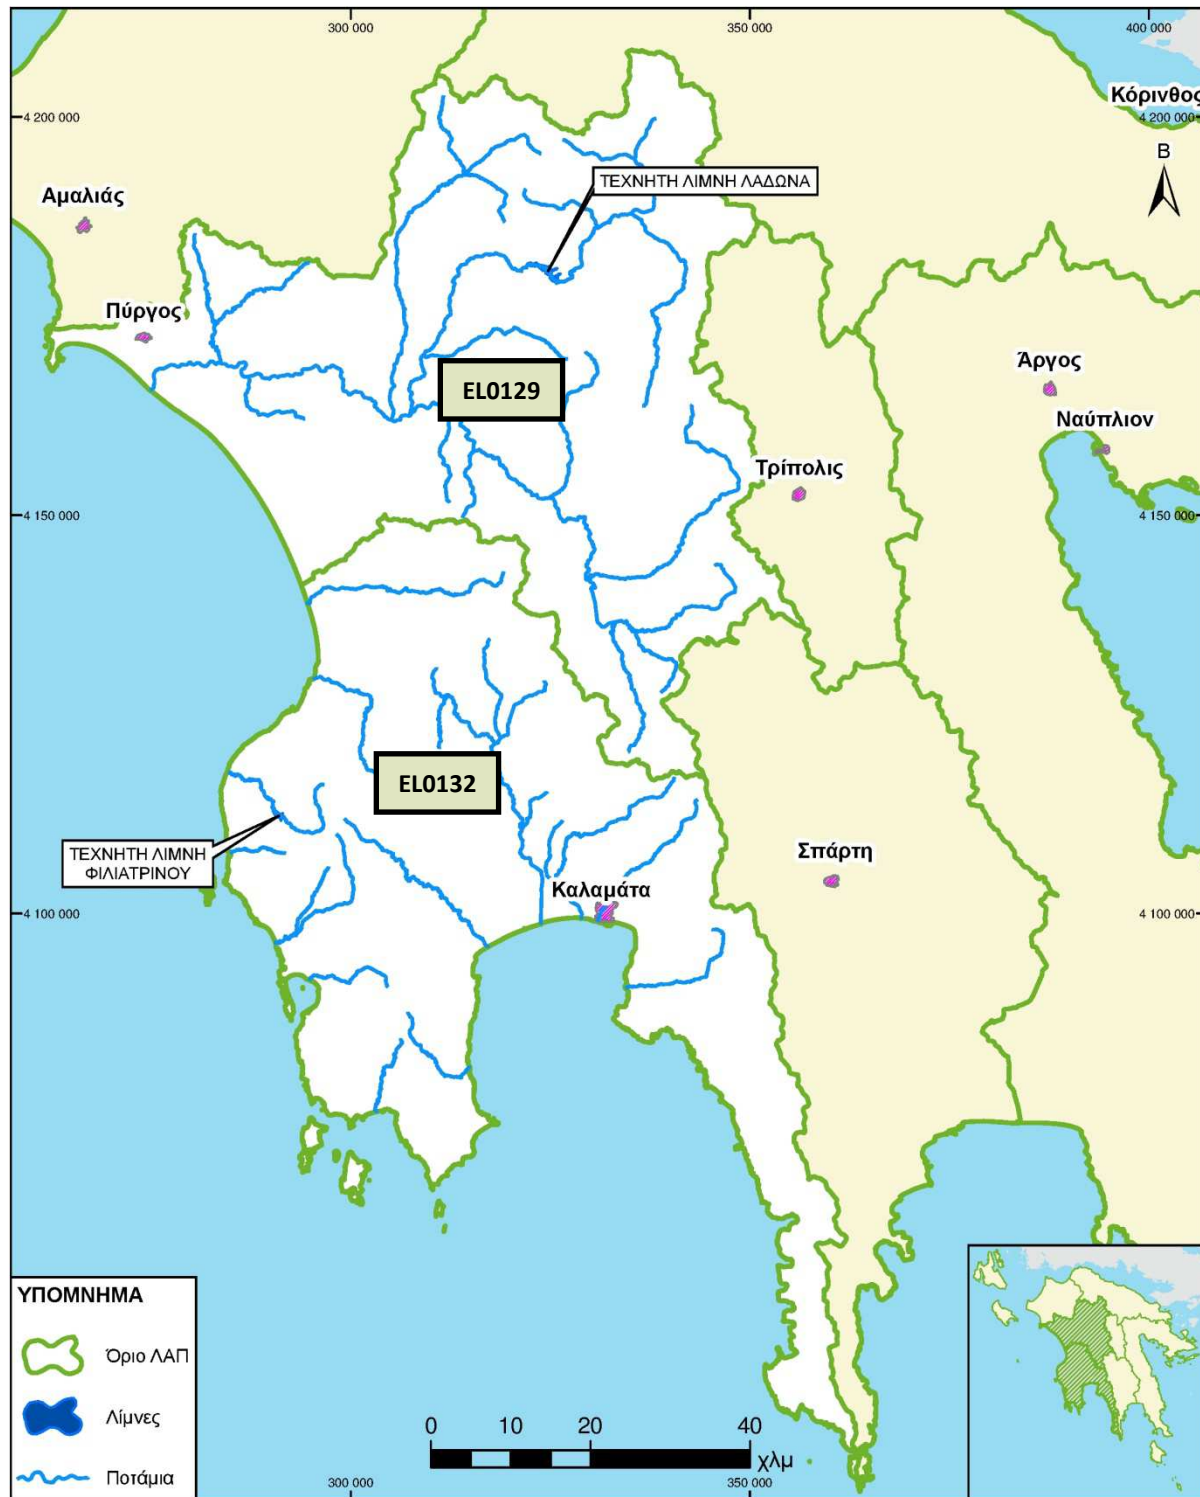 300 000
350 000
400 000
Κόρινθος
4 200 000
4 200 000
Β
ΤΕΧΝΗΤΗ ΛΙΜΝΗ ΛΑΔΩΝΑ
Αμαλιάς
Πύργος
Άργος
EL0129
Ναύπλιον
Τρίπολις
4 150 000
4 150 000
EL0132
ΤΕΧΝΗΤΗ ΛΙΜΝΗ
ΦΙΛΙΑΤΡΙΝΟΥ
Σπάρτη
Καλαμάτα
4 100 000
4 100 000
ΥΠΟΜΝΗΜΑ
Όριο ΛΑΠ
Λίμνες
Ποτάμια
0 10 20 40
χλμ
300 000
350 000